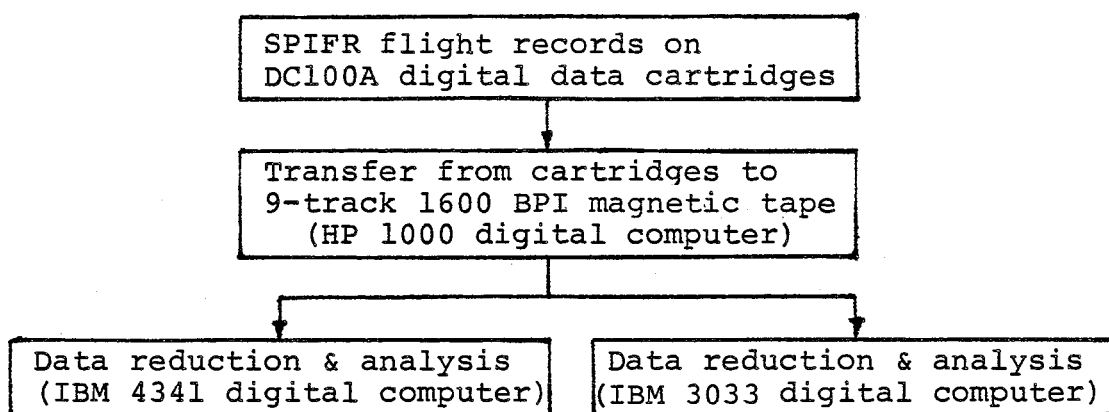 SPIFR flight records on
DC100A digital data cartridges
Transfer from cartridges to
9-track 1600 BPI magnetic tape
(HP 1000 digital computer)
Data reduction & analysis
(IBM 4341 digital computer)
Data reduction & analysis
(IBM 3033 digital computer)